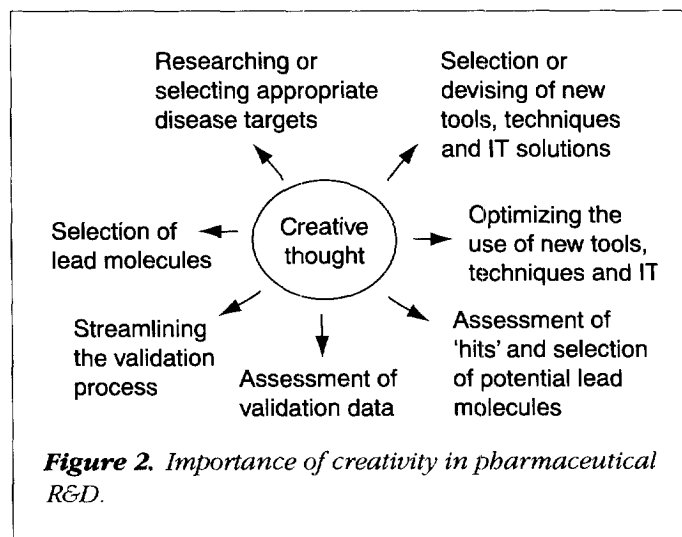 Researching or
selecting appropriate
disease targets
Selection or
devising of new
tools, techniques
and IT solutions
Creative
thought
Selection of
lead molecules
Optimizing the
use of new tools,
techniques and IT
Streamlining
the validation
process
Assessment of
validation data
Assessment of
'hits' and selection
of potential lead
molecules
Figure 2. Importance of creativity in pharmaceutical
R&D.